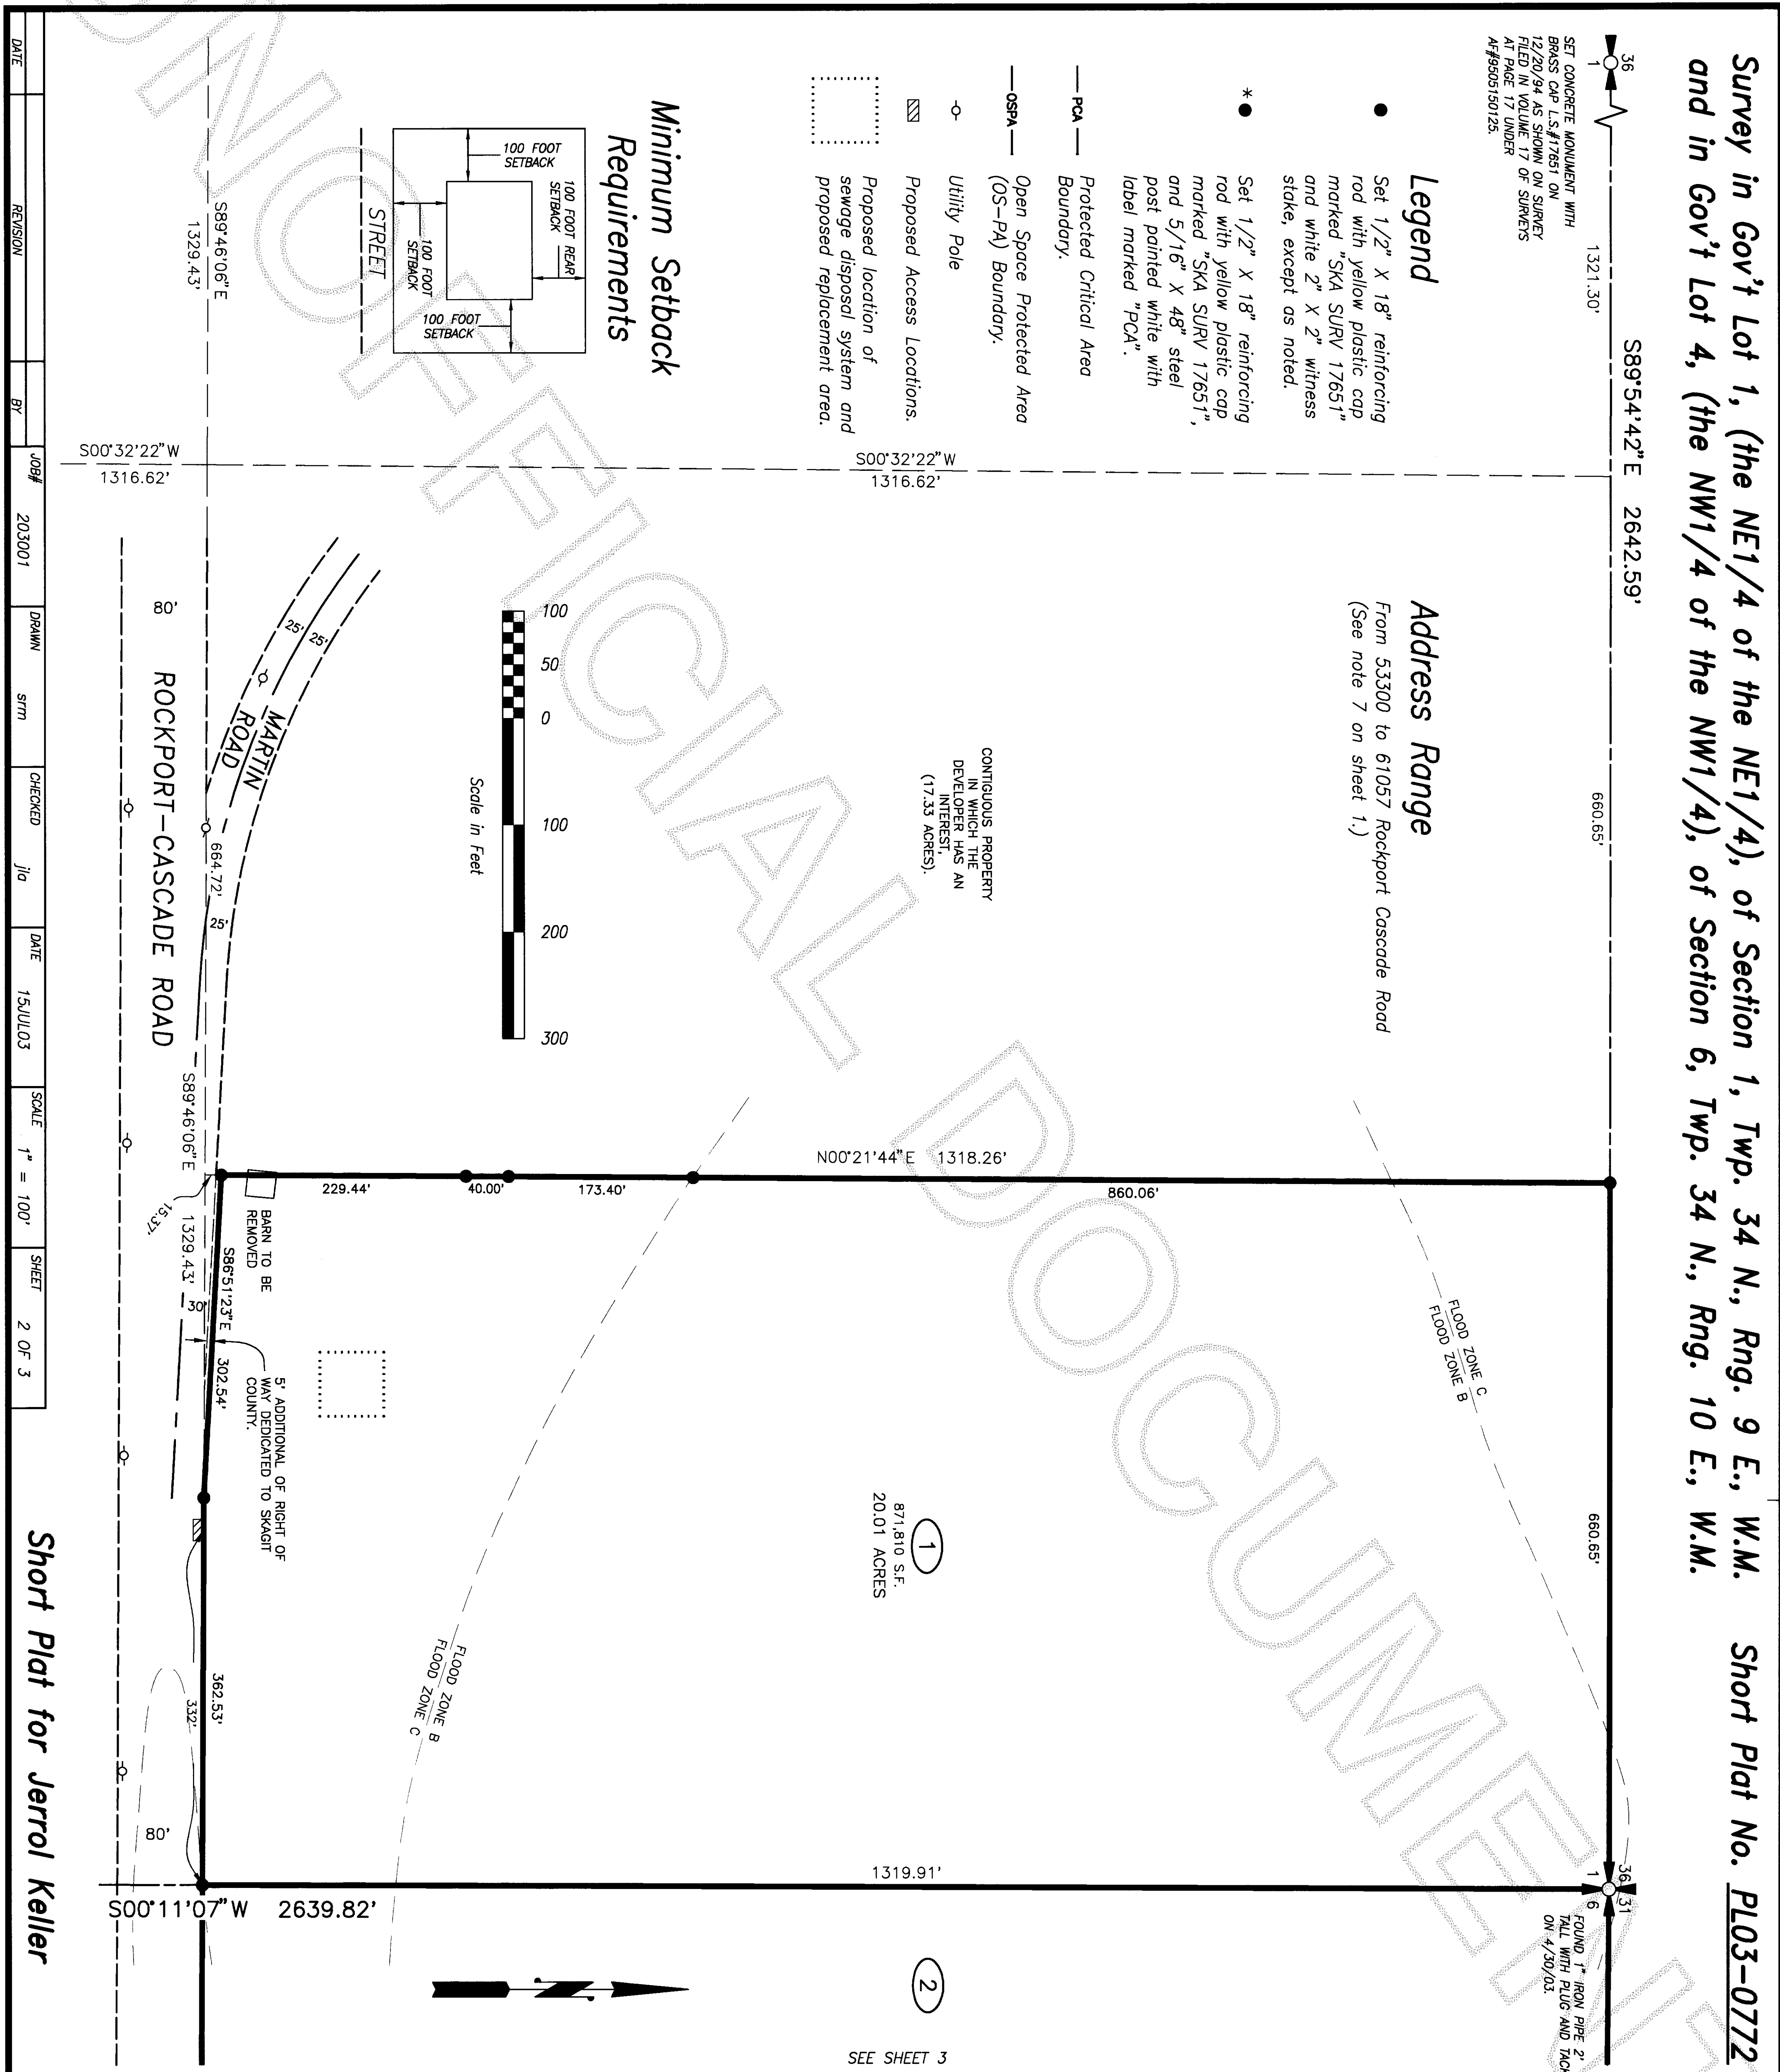 Survey in Gov't Lot 1, (the NE1/4 of the NE1/4), of Section 1, Twp. 34 N., Rng. 9 E., W.M. Short Plat No. PL03-0772
and in Gov't Lot 4, (the NW1/4 of the NW1/4), of Section 6, Twp. 34 N., Rng. 10 E., W.M.
S89°54'42"E 2642.59'
36
1
1321.30'
660.65'
660.65'
36 31
1 6
SET CONCRETE MONUMENT WITH
BRASS CAP L.S.#17651 ON
12/20/94 AS SHOWN ON SURVEY
FILED IN VOLUME 17 OF SURVEYS
AT PAGE 17 UNDER
AF#9505150125.
FOUND 1" IRON PIPE 2'
TALL WITH PLUG AND TACK
ON 4/30/03.
Legend
Set 1/2" X 18" reinforcing
rod with yellow plastic cap
marked "SKA SURV 17651"
and white 2" X 2" witness
stake, except as noted.
*
Set 1/2" X 18" reinforcing
rod with yellow plastic cap
marked "SKA SURV 17651",
and 5/16" X 48" steel
post painted white with
label marked "PCA".
PCA
Protected Critical Area
Boundary.
OSPA
Open Space Protected Area
(OS-PA) Boundary.
Utility Pole
Proposed Access Locations.
Proposed location of
sewage disposal system and
proposed replacement area.
Address Range
From 53300 to 61057 Rockport Cascade Road
(See note 7 on sheet 1.)
FLOOD ZONE C
FLOOD ZONE B
S00°32'22"W
1316.62'
CONTIGUOUS PROPERTY
IN WHICH THE
DEVELOPER HAS AN
INTEREST,
(17.33 ACRES).
N00°21'44"E 1318.26'
860.06'
173.40'
40.00'
229.44'
1
871,810 S.F.
20.01 ACRES
1319.91'
2
SEE SHEET 3
Minimum Setback
Requirements
100 FOOT REAR
SETBACK
100 FOOT
SETBACK
100 FOOT
SETBACK
100 FOOT
SETBACK
STREET
100 50 0 100 200 300
Scale in Feet
FLOOD ZONE B
FLOOD ZONE C
BARN TO BE
REMOVED
5' ADDITIONAL OF RIGHT OF
WAY DEDICATED TO SKAGIT
COUNTY.
S86°51'23"E 302.54'
362.53'
332'
30'
15.37'
25'
25'
25'
MARTIN
ROAD
664.72'
S89°46'06"E
1329.43'
S89°46'06"E 1329.43'
S00°32'22"W
1316.62'
80'
ROCKPORT-CASCADE ROAD
80'
S00°11'07"W 2639.82'
Short Plat for Jerrol Keller
DATE REVISION BY JOB# 203001 DRAWN srm CHECKED jla DATE 15JUL03 SCALE 1" = 100' SHEET 2 OF 3
UNOFFICIAL DOCUMENT